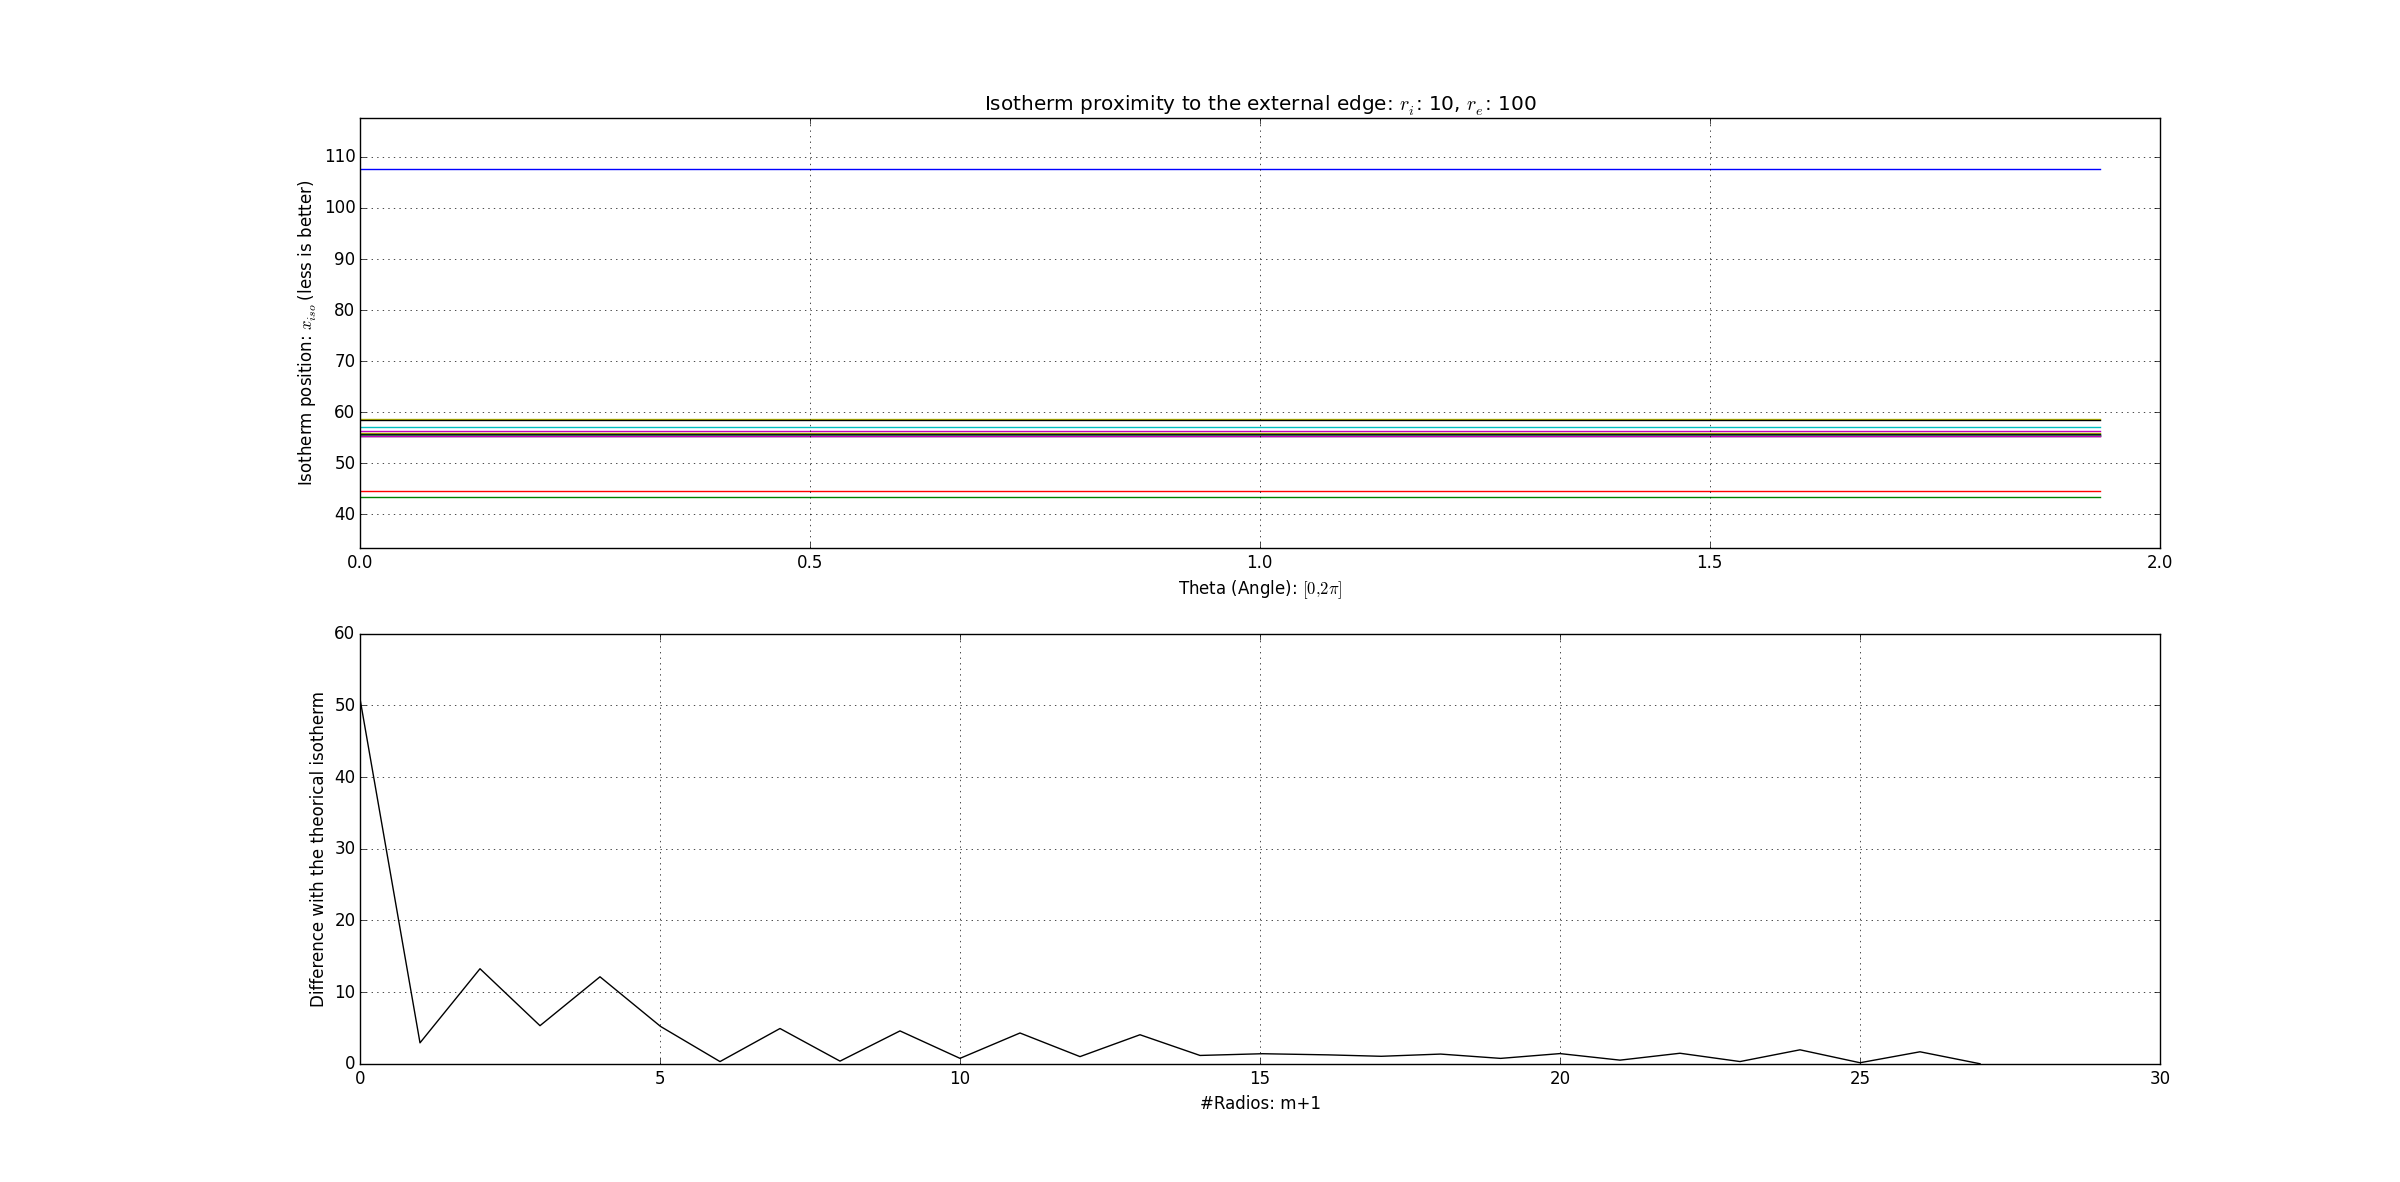 Isotherm proximity to the external edge: r_i: 10, r_e: 100
Isotherm position: x_iso (less is better)
110
100
90
80
70
60
50
40
0.0 0.5 1.0 1.5 2.0
Theta (Angle): [0,2π]
Difference with the theorical isotherm
60
50
40
30
20
10
0
0 5 10 15 20 25 30
#Radios: m+1